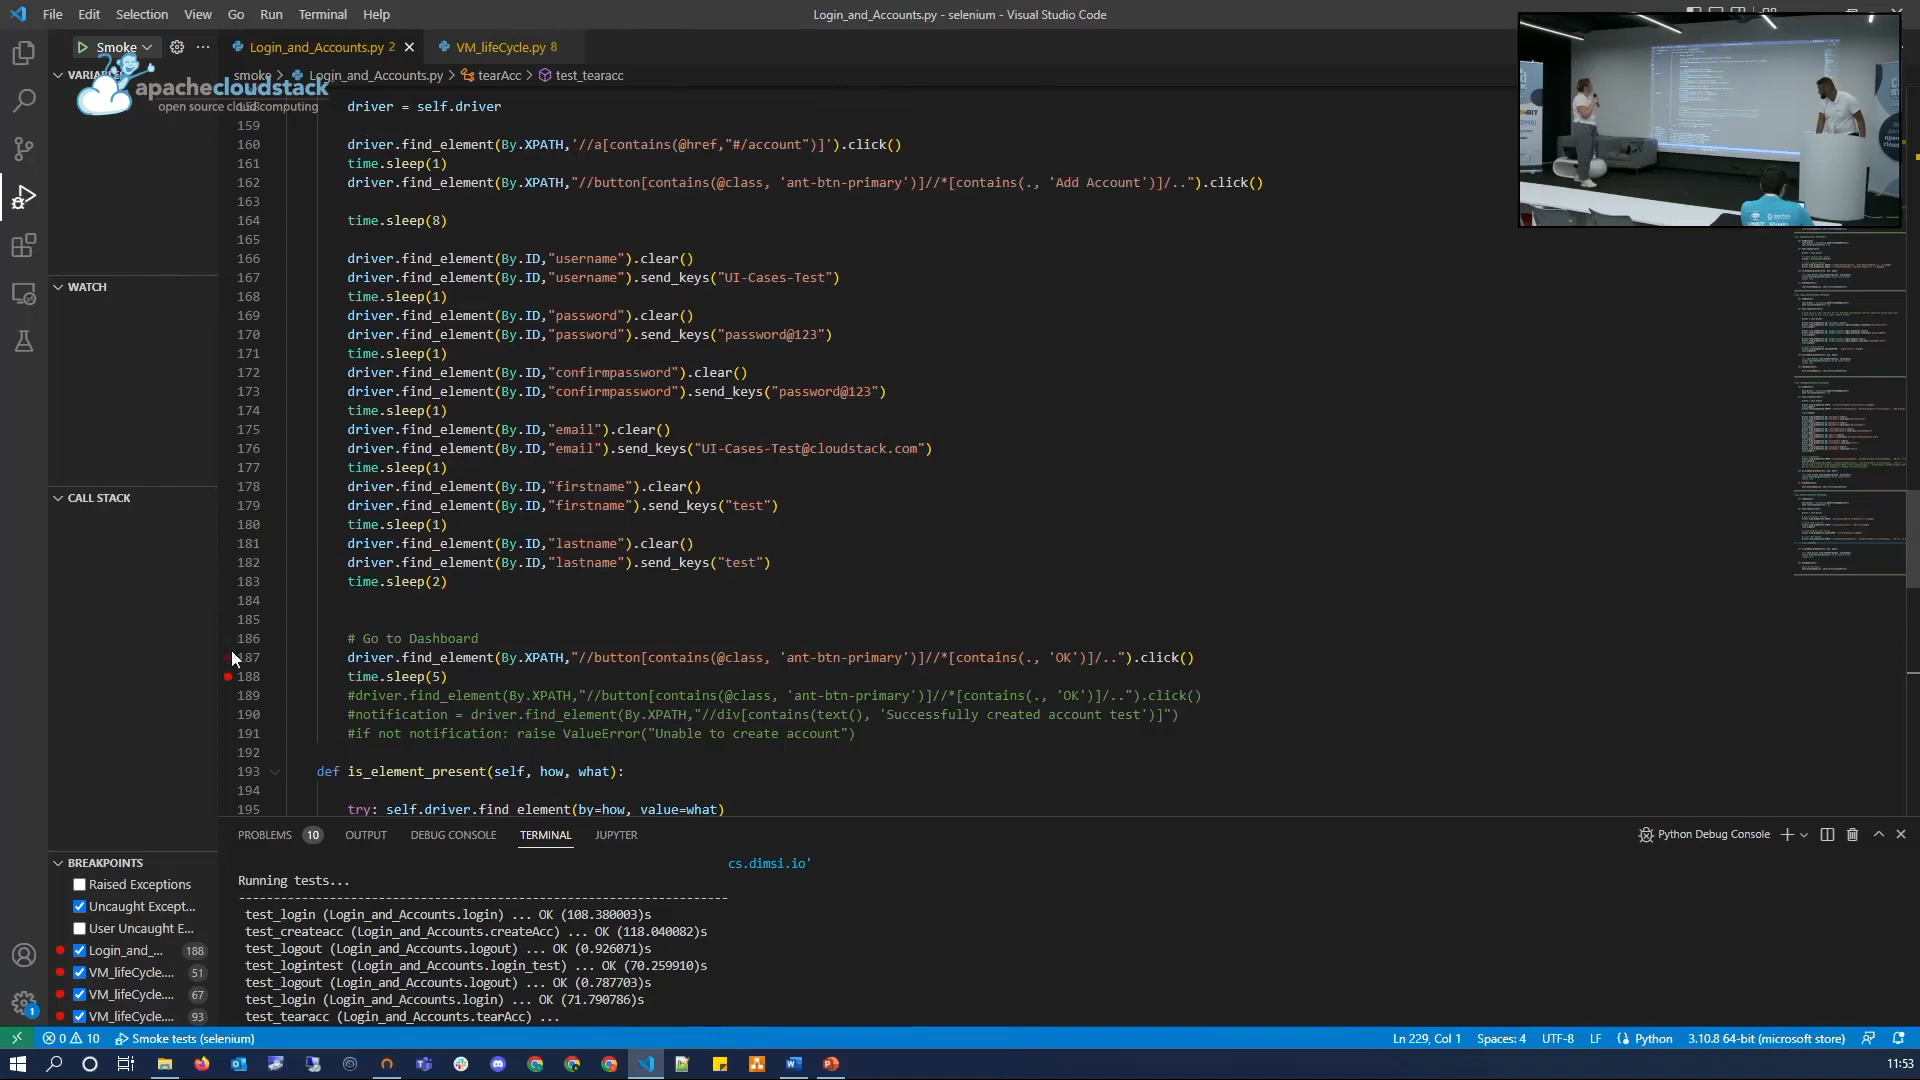 File Edit Selection View Go Run Terminal Help
Login_and_Accounts.py - selenium - Visual Studio Code
Smoke
Login_and_Accounts.py 2
VM_lifeCycle.py 8
smoke > Login_and_Accounts.py > tearAcc > test_tearacc
apachecloudstack
open source cloud computing
WATCH
CALL STACK
158 driver = self.driver
159
160 driver.find_element(By.XPATH,'//a[contains(@href,"#/account")]').click()
161 time.sleep(1)
162 driver.find_element(By.XPATH,"//button[contains(@class, 'ant-btn-primary')]//*[contains(., 'Add Account')]/..").click()
163
164 time.sleep(8)
165
166 driver.find_element(By.ID,"username").clear()
167 driver.find_element(By.ID,"username").send_keys("UI-Cases-Test")
168 time.sleep(1)
169 driver.find_element(By.ID,"password").clear()
170 driver.find_element(By.ID,"password").send_keys("password@123")
171 time.sleep(1)
172 driver.find_element(By.ID,"confirmpassword").clear()
173 driver.find_element(By.ID,"confirmpassword").send_keys("password@123")
174 time.sleep(1)
175 driver.find_element(By.ID,"email").clear()
176 driver.find_element(By.ID,"email").send_keys("UI-Cases-Test@cloudstack.com")
177 time.sleep(1)
178 driver.find_element(By.ID,"firstname").clear()
179 driver.find_element(By.ID,"firstname").send_keys("test")
180 time.sleep(1)
181 driver.find_element(By.ID,"lastname").clear()
182 driver.find_element(By.ID,"lastname").send_keys("test")
183 time.sleep(2)
184
185
186 # Go to Dashboard
187 driver.find_element(By.XPATH,"//button[contains(@class, 'ant-btn-primary')]//*[contains(., 'OK')]/..").click()
188 time.sleep(5)
189 #driver.find_element(By.XPATH,"//button[contains(@class, 'ant-btn-primary')]//*[contains(., 'OK')]/..").click()
190 #notification = driver.find_element(By.XPATH,"//div[contains(text(), 'Successfully created account test')]")
191 #if not notification: raise ValueError("Unable to create account")
192
193 def is_element_present(self, how, what):
194
195 try: self.driver.find_element(by=how, value=what)
PROBLEMS 10 OUTPUT DEBUG CONSOLE TERMINAL JUPYTER
Python Debug Console
cs.dimsi.io'
Running tests...
----------------------------------------------------------------------
test_login (Login_and_Accounts.login) ... OK (108.380003)s
test_createacc (Login_and_Accounts.createAcc) ... OK (118.040082)s
test_logout (Login_and_Accounts.logout) ... OK (0.926071)s
test_logintest (Login_and_Accounts.login_test) ... OK (70.259910)s
test_logout (Login_and_Accounts.logout) ... OK (0.787703)s
test_login (Login_and_Accounts.login) ... OK (71.790786)s
test_tearacc (Login_and_Accounts.tearAcc) ...
BREAKPOINTS
Raised Exceptions
Uncaught Except...
User Uncaught E...
Login_and_... 188
VM_lifeCycle.... 51
VM_lifeCycle.... 67
VM_lifeCycle.... 93
1
0 10 Smoke tests (selenium)
Ln 229, Col 1 Spaces: 4 UTF-8 LF Python 3.10.8 64-bit (microsoft store)
11:53